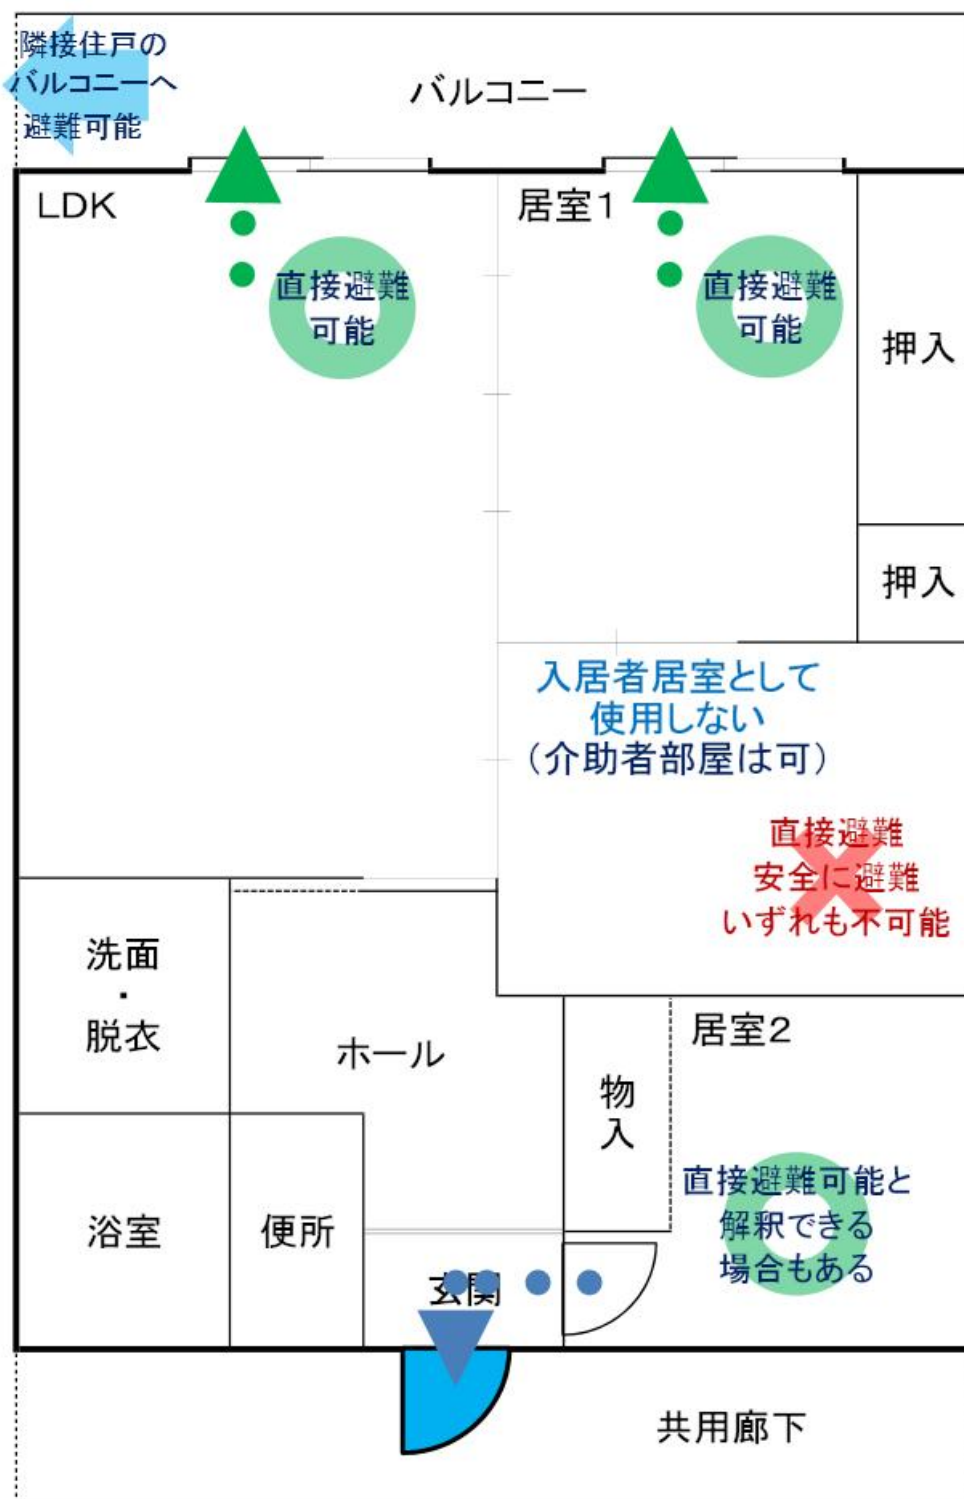 隣接住戸の
バルコニーへ
避難可能
バルコニー
LDK
居室1
直接避難
可能
直接避難
可能
押入
押入
入居者居室として
使用しない
（介助者部屋は可）
直接避難
安全に避難
いずれも不可能
洗面
・
脱衣
ホール
物
入
居室2
浴室
便所
直接避難可能と
解釈できる
場合もある
玄関
共用廊下